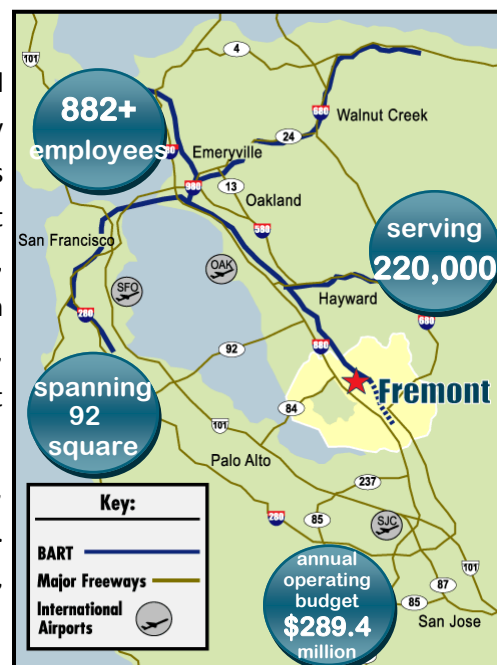 101
4
882+
employees
680
Walnut Creek
24
Emeryville
980
13
Oakland
580
San Francisco
serving
220,000
OAK
SFO
Hayward
280
680
92
680
spanning
92
square
Fremont
84
101
Palo Alto
237
Key:
BART
Major Freeways
International
Airports
280
85
SJC
annual
operating
budget
$289.4
million
101
87
85
San Jose